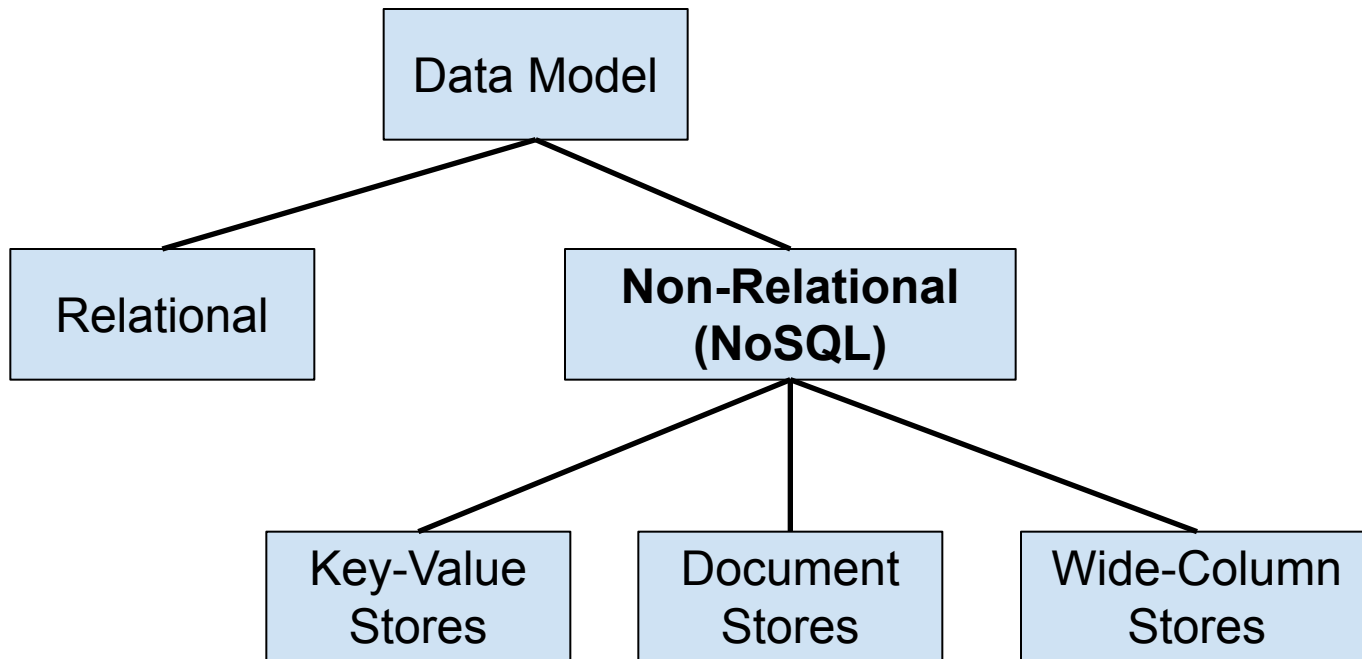 Data Model
Relational
Non-Relational
(NoSQL)
Key-Value
Stores
Document
Stores
Wide-Column
Stores